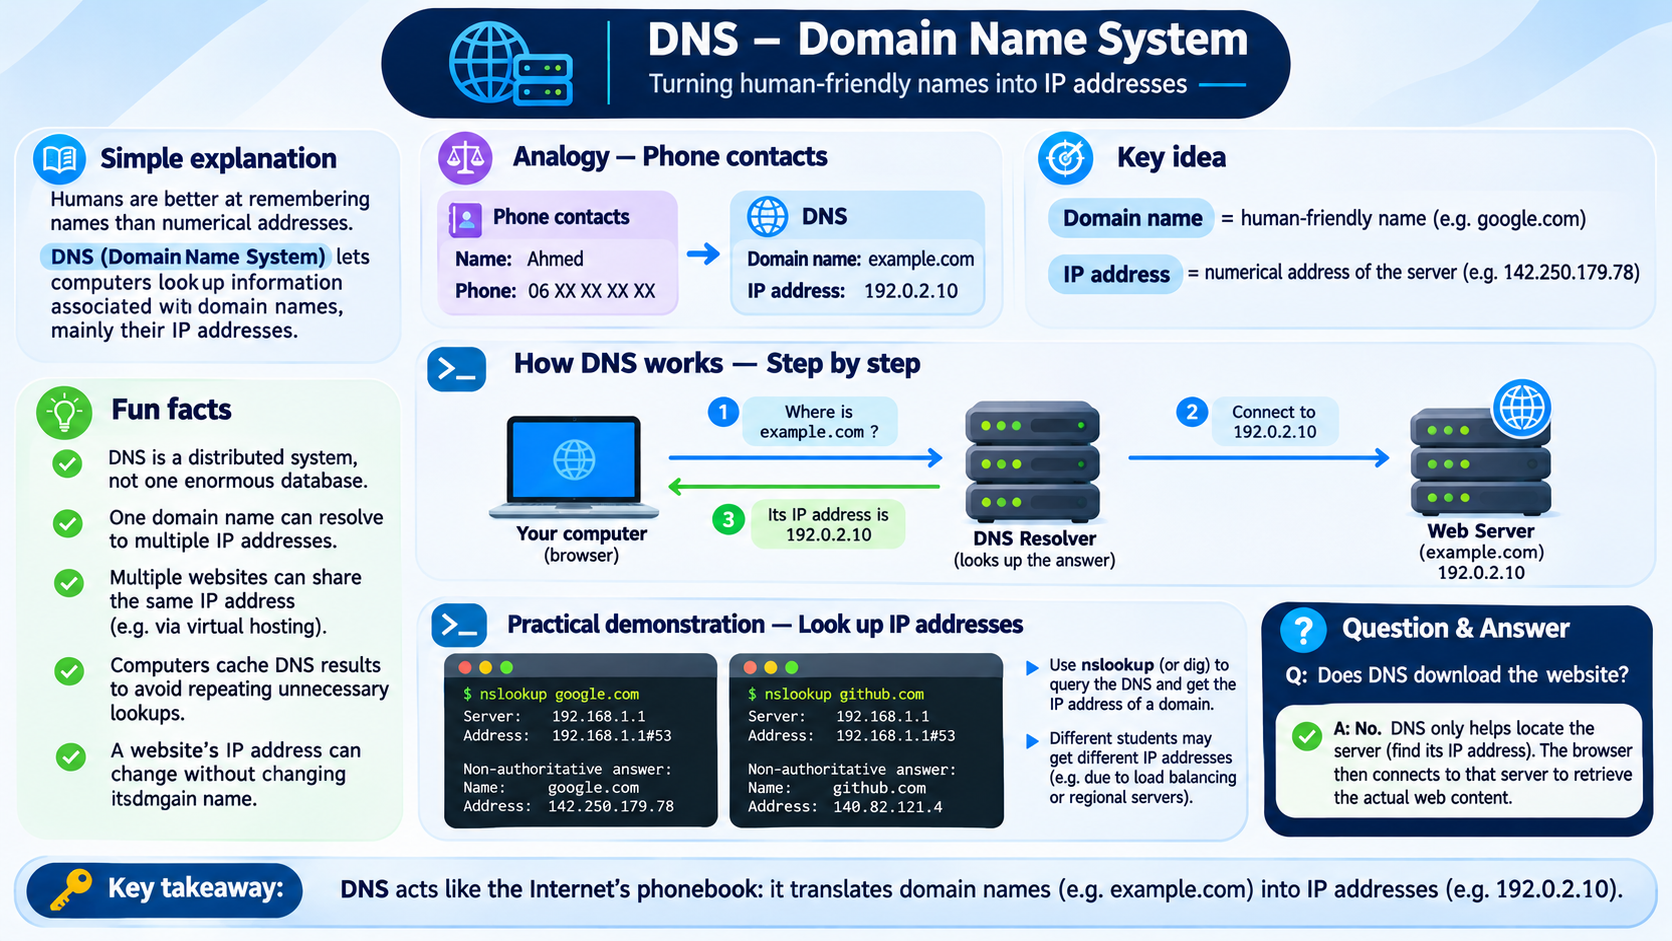 DNS – Domain Name System
Turning human-friendly names into IP addresses
Simple explanation
Humans are better at remembering
names than numerical addresses.
DNS (Domain Name System) lets
computers look up information
associated with domain names,
mainly their IP addresses.
Fun facts
DNS is a distributed system,
not one enormous database.
One domain name can resolve
to multiple IP addresses.
Multiple websites can share
the same IP address
(e.g. via virtual hosting).
Computers cache DNS results
to avoid repeating unnecessary
lookups.
A website's IP address can
change without changing
itsdmgain name.
Analogy — Phone contacts
Phone contacts
Name: Ahmed
Phone: 06 XX XX XX XX
DNS
Domain name: example.com
IP address: 192.0.2.10
Key idea
Domain name = human-friendly name (e.g. google.com)
IP address = numerical address of the server (e.g. 142.250.179.78)
How DNS works — Step by step
1
Where is
example.com ?
2
Connect to
192.0.2.10
3
Its IP address is
192.0.2.10
Your computer
(browser)
DNS Resolver
(looks up the answer)
Web Server
(example.com)
192.0.2.10
Practical demonstration — Look up IP addresses
$ nslookup google.com
Server: 192.168.1.1
Address: 192.168.1.1#53
Non-authoritative answer:
Name: google.com
Address: 142.250.179.78
$ nslookup github.com
Server: 192.168.1.1
Address: 192.168.1.1#53
Non-authoritative answer:
Name: github.com
Address: 140.82.121.4
Use nslookup (or dig) to
query the DNS and get the
IP address of a domain.
Different students may
get different IP addresses
(e.g. due to load balancing
or regional servers).
Question & Answer
Q: Does DNS download the website?
A: No. DNS only helps locate the
server (find its IP address). The browser
then connects to that server to retrieve
the actual web content.
Key takeaway:
DNS acts like the Internet's phonebook: it translates domain names (e.g. example.com) into IP addresses (e.g. 192.0.2.10).